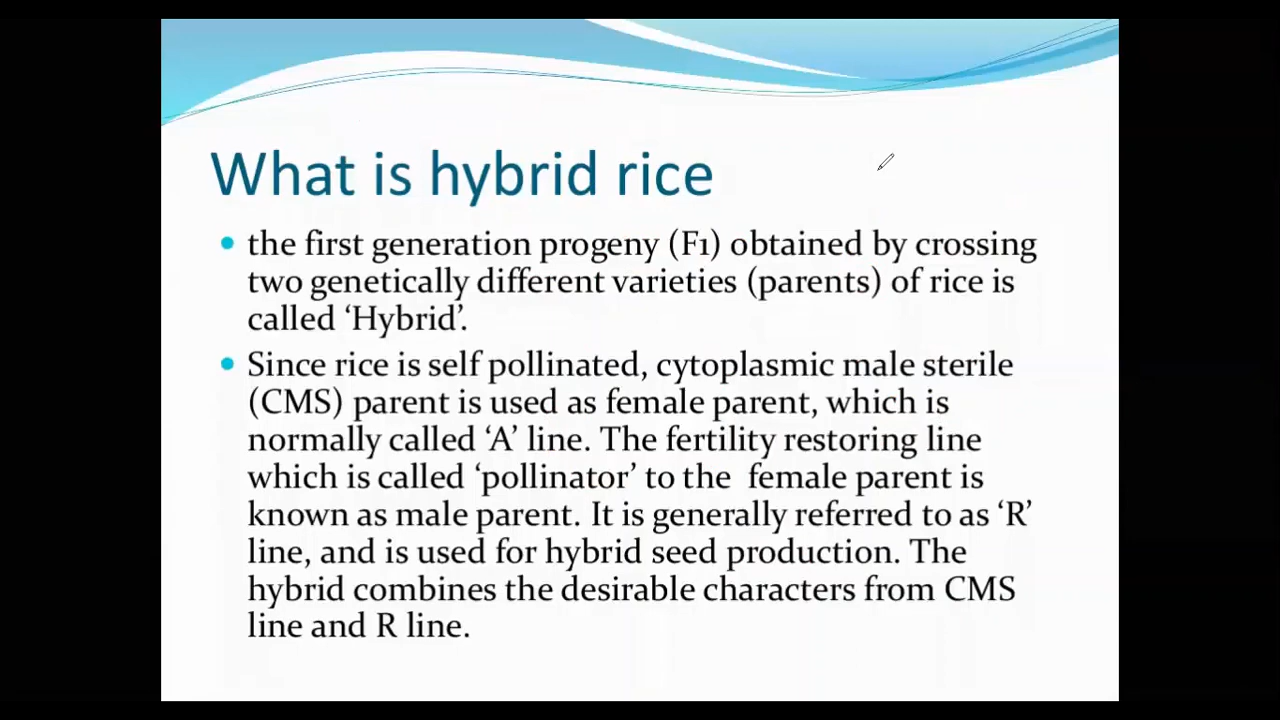 What is hybrid rice
• the first generation progeny (F1) obtained by crossing
two genetically different varieties (parents) of rice is
called ‘Hybrid’.
• Since rice is self pollinated, cytoplasmic male sterile
(CMS) parent is used as female parent, which is
normally called ‘A’ line. The fertility restoring line
which is called ‘pollinator’ to the  female parent is
known as male parent. It is generally referred to as ‘R’
line, and is used for hybrid seed production. The
hybrid combines the desirable characters from CMS
line and R line.